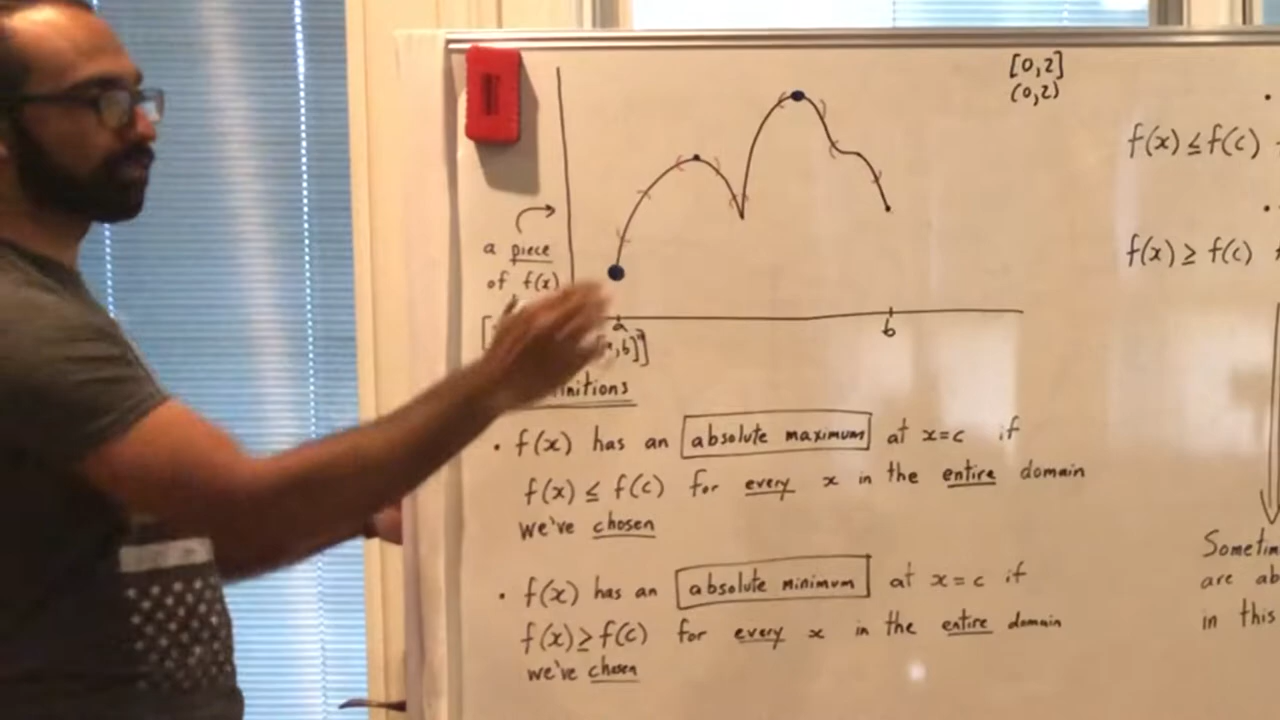 [0,2]
(0,2)
a piece
of f(x)
a
b
,b]"]
f(x) ≤ f(c)
f(x) ≥ f(c)
• f(x) has an absolute maximum at x=c if
f(x) ≤ f(c) for every x in the entire domain
we've chosen
• f(x) has an absolute minimum at x=c if
f(x) ≥ f(c) for every x in the entire domain
we've chosen
are
in this